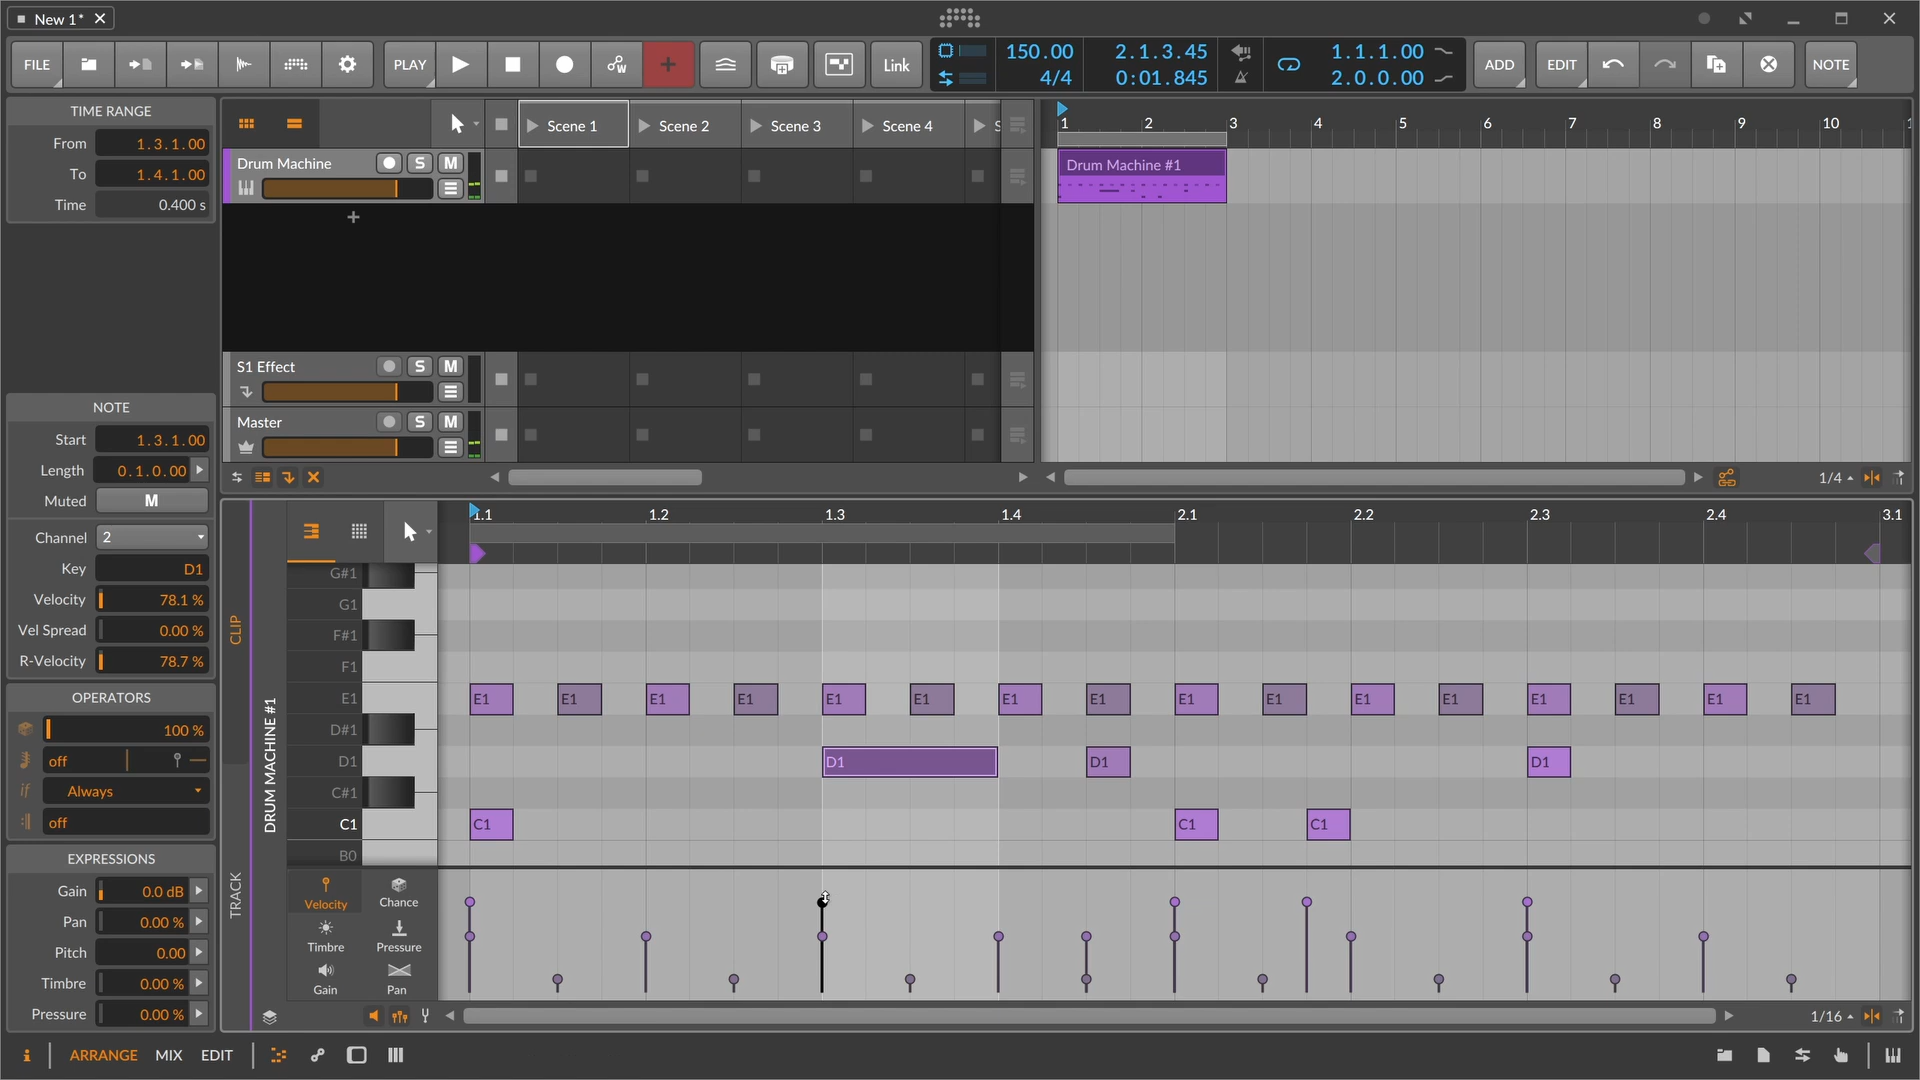 New 1*
FILE
PLAY
Link
150.00
4/4
2.1.3.45
0:01.845
1.1.1.00
2.0.0.00
ADD
EDIT
NOTE
TIME RANGE
From 1.3.1.00
To 1.4.1.00
Time 0.400 s
Scene 1
Scene 2
Scene 3
Scene 4
Drum Machine S M
S1 Effect S M
Master S M
1 2 3 4 5 6 7 8 9 10
Drum Machine #1
1/4
NOTE
Start 1.3.1.00
Length 0.1.0.00
Muted M
Channel 2
Key D1
Velocity 78.1 %
Vel Spread 0.00 %
R-Velocity 78.7 %
OPERATORS
100 %
off
if Always
off
EXPRESSIONS
Gain 0.0 dB
Pan 0.00 %
Pitch 0.00
Timbre 0.00 %
Pressure 0.00 %
CLIP
TRACK
DRUM MACHINE #1
1.1 1.2 1.3 1.4 2.1 2.2 2.3 2.4 3.1
G#1
G1
F#1
F1
E1 E1 E1 E1 E1 E1 E1 E1 E1 E1 E1 E1 E1 E1 E1 E1 E1
D#1
D1 D1 D1 D1
C#1
C1 C1 C1 C1
B0
Velocity
Chance
Timbre
Pressure
Gain
Pan
1/16
i
ARRANGE
MIX
EDIT